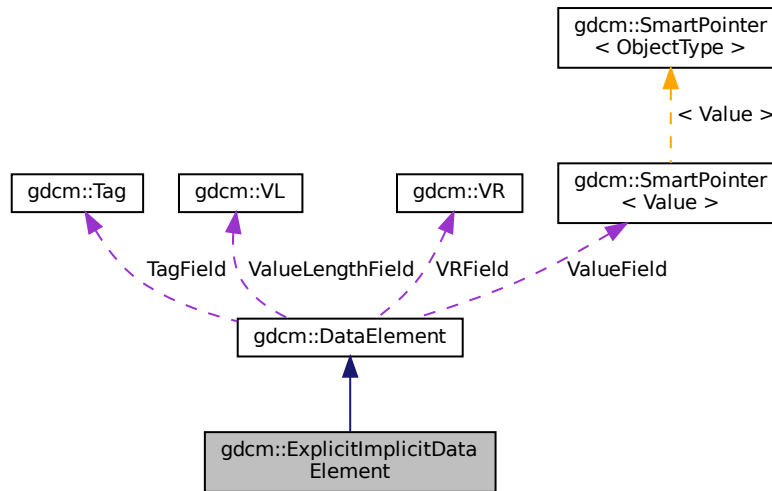 gdcm::SmartPointer
< ObjectType >
< Value >
gdcm::Tag
gdcm::VL
gdcm::VR
gdcm::SmartPointer
< Value >
TagField
ValueLengthField
VRField
ValueField
gdcm::DataElement
gdcm::ExplicitImplicitData
Element